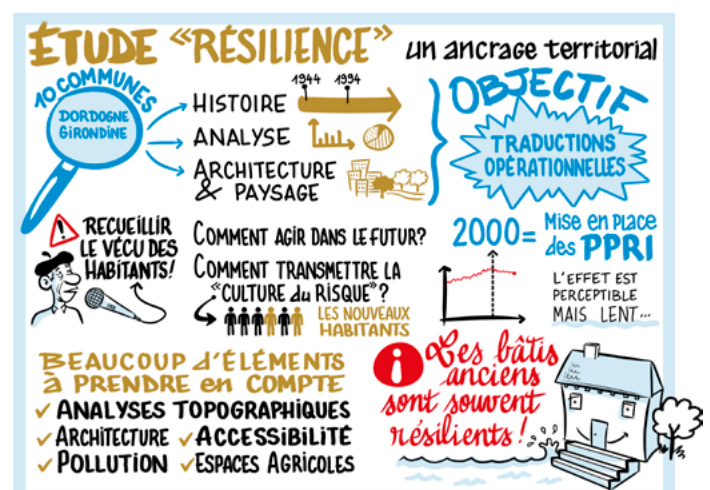 ÉTUDE “RÉSILIENCE” un ancrage territorial
10 COMMUNES
DORDOGNE
GIRONDINE
HISTOIRE
1944 1994
ANALYSE
ARCHITECTURE
& PAYSAGE
OBJECTIF
TRADUCTIONS
OPÉRATIONNELLES
RECUEILLIR
LE VÉCU DES
HABITANTS!
COMMENT AGIR DANS LE FUTUR?
COMMENT TRANSMETTRE LA
“CULTURE du RISQUE”?
LES NOUVEAUX
HABITANTS
2000= Mise en Place
des PPRI
L'EFFET EST
PERCEPTIBLE
MAIS LENT...
BEAUCOUP d'ÉLÉMENTS
à PRENDRE en COMPTE
✓ ANALYSES TOPOGRAPHIQUES
✓ ARCHITECTURE ✓ ACCESSIBILITÉ
✓ POLLUTION ✓ ESPACES AGRICOLES
i Les bâtis
anciens
sont souvent
résilients!